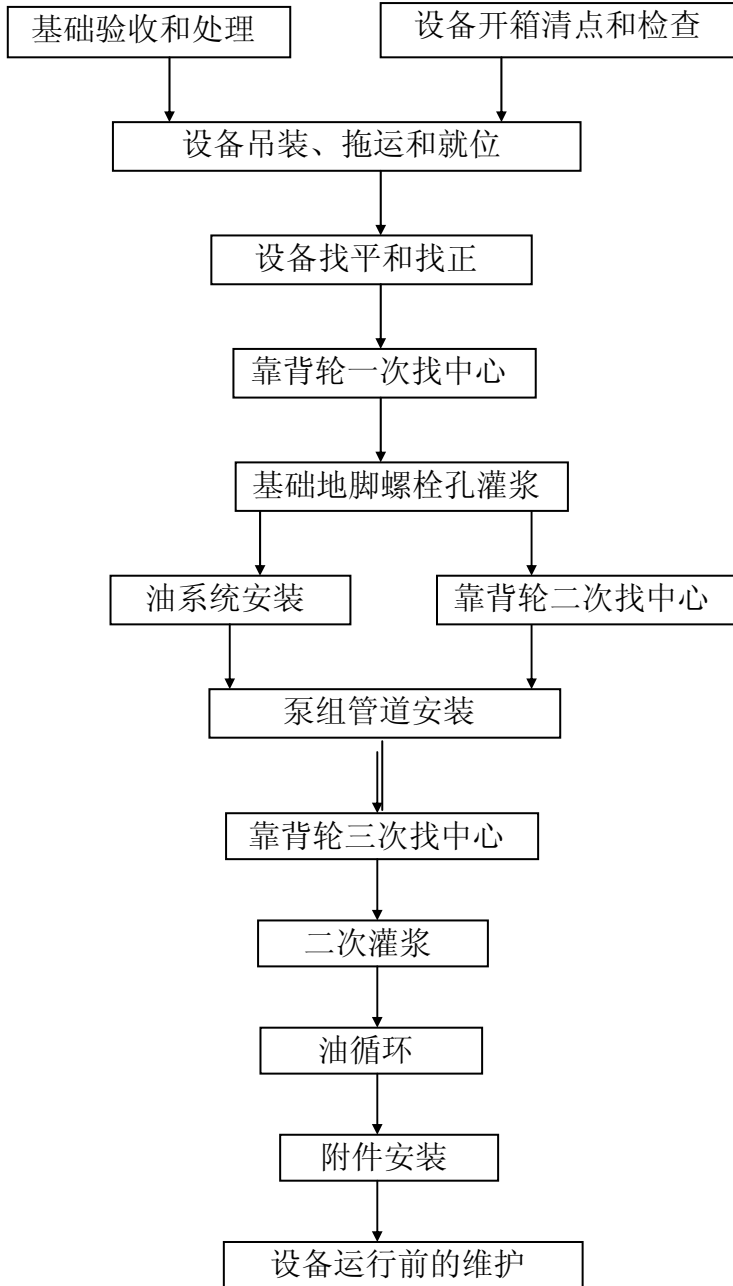 基础验收和处理
设备开箱清点和检查
设备吊装、拖运和就位
设备找平和找正
靠背轮一次找中心
基础地脚螺栓孔灌浆
油系统安装
靠背轮二次找中心
泵组管道安装
靠背轮三次找中心
二次灌浆
油循环
附件安装
设备运行前的维护